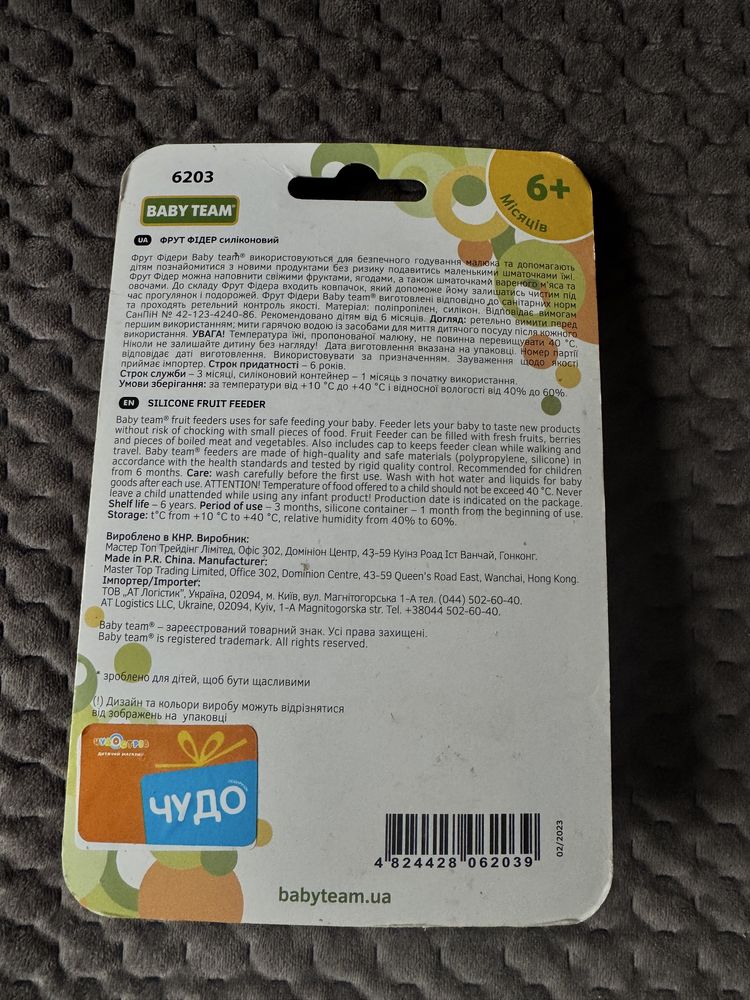 6203
6+
Місяців
BABY TEAM®
UA ФРУТ ФІДЕР силіконовий
Фрут Фідери Baby team® використовуються для безпечного годування малюка та допомагають
дітям познайомитися з новими продуктами без ризику подавитись маленькими шматочками їжі.
Фрут Фідер можна наповнити свіжими фруктами, ягодами, а також шматочками вареного м'яса та
овочами. До складу Фрут Фідера входить ковпачок, який допоможе йому залишатись чистим під
час прогулянок і подорожей. Фрут Фідери Baby team® виготовлені відповідно до санітарних норм
та проходять ретельний контроль якості. Матеріал: поліпропілен, силікон. Відповідає вимогам
СанПіН № 42-123-4240-86. Рекомендовано дітям від 6 місяців. Догляд: ретельно вимити перед
першим використанням; мити гарячою водою із засобами для миття дитячого посуду після кожного
використання. УВАГА! Температура їжі, пропонованої малюку, не повинна перевищувати 40 °С.
Ніколи не залишайте дитину без нагляду! Дата виготовлення вказана на упаковці. Номер партії
відповідає даті виготовлення. Використовувати за призначенням. Зауваження щодо якості
приймає імпортер. Строк придатності – 6 років.
Строк служби – 3 місяці, силіконовий контейнер – 1 місяць з початку використання.
Умови зберігання: за температури від +10 °С до +40 °С і відносної вологості від 40% до 60%.
EN SILICONE FRUIT FEEDER
Baby team® fruit feeders uses for safe feeding your baby. Feeder lets your baby to taste new products
without risk of chocking with small pieces of food. Fruit Feeder can be filled with fresh fruits, berries
and pieces of boiled meat and vegetables. Also includes cap to keeps feeder clean while walking and
travel. Baby team® feeders are made of high-quality and safe materials (polypropylene, silicone) in
accordance with the health standards and tested by rigid quality control. Recommended for children
from 6 months. Care: wash carefully before the first use. Wash with hot water and liquids for baby
goods after each use. ATTENTION! Temperature of food offered to a child should not be exceed 40 °C. Never
leave a child unattended while using any infant product! Production date is indicated on the package.
Shelf life – 6 years. Period of use – 3 months, silicone container – 1 month from the beginning of use.
Storage: t°C from +10 °C to +40 °C, relative humidity from 40% to 60%.
Вироблено в КНР. Виробник:
Мастер Топ Трейдінг Лімітед, Офіс 302, Домініон Центр, 43-59 Куінз Роад Іст Ванчай, Гонконг.
Made in P.R. China. Manufacturer:
Master Top Trading Limited, Office 302, Dominion Centre, 43-59 Queen's Road East, Wanchai, Hong Kong.
Імпортер/Importer:
ТОВ „АТ Логістик", Україна, 02094, м. Київ, вул. Магнітогорська 1-А тел. (044) 502-60-40.
AT Logistics LLC, Ukraine, 02094, Kyiv, 1-A Magnitogorska str. Tel. +38044 502-60-40.
Baby team® – зареєстрований товарний знак. Усі права захищені.
Baby team® is registered trademark. All rights reserved.
* зроблено для дітей, щоб бути щасливими
(!) Дизайн та кольори виробу можуть відрізнятися
від зображень на упаковці
ЧУДООСТРІВ
ДИТЯЧИЙ МАГАЗИН
ЧУДО
4 824428 062039
02/2023
babyteam.ua